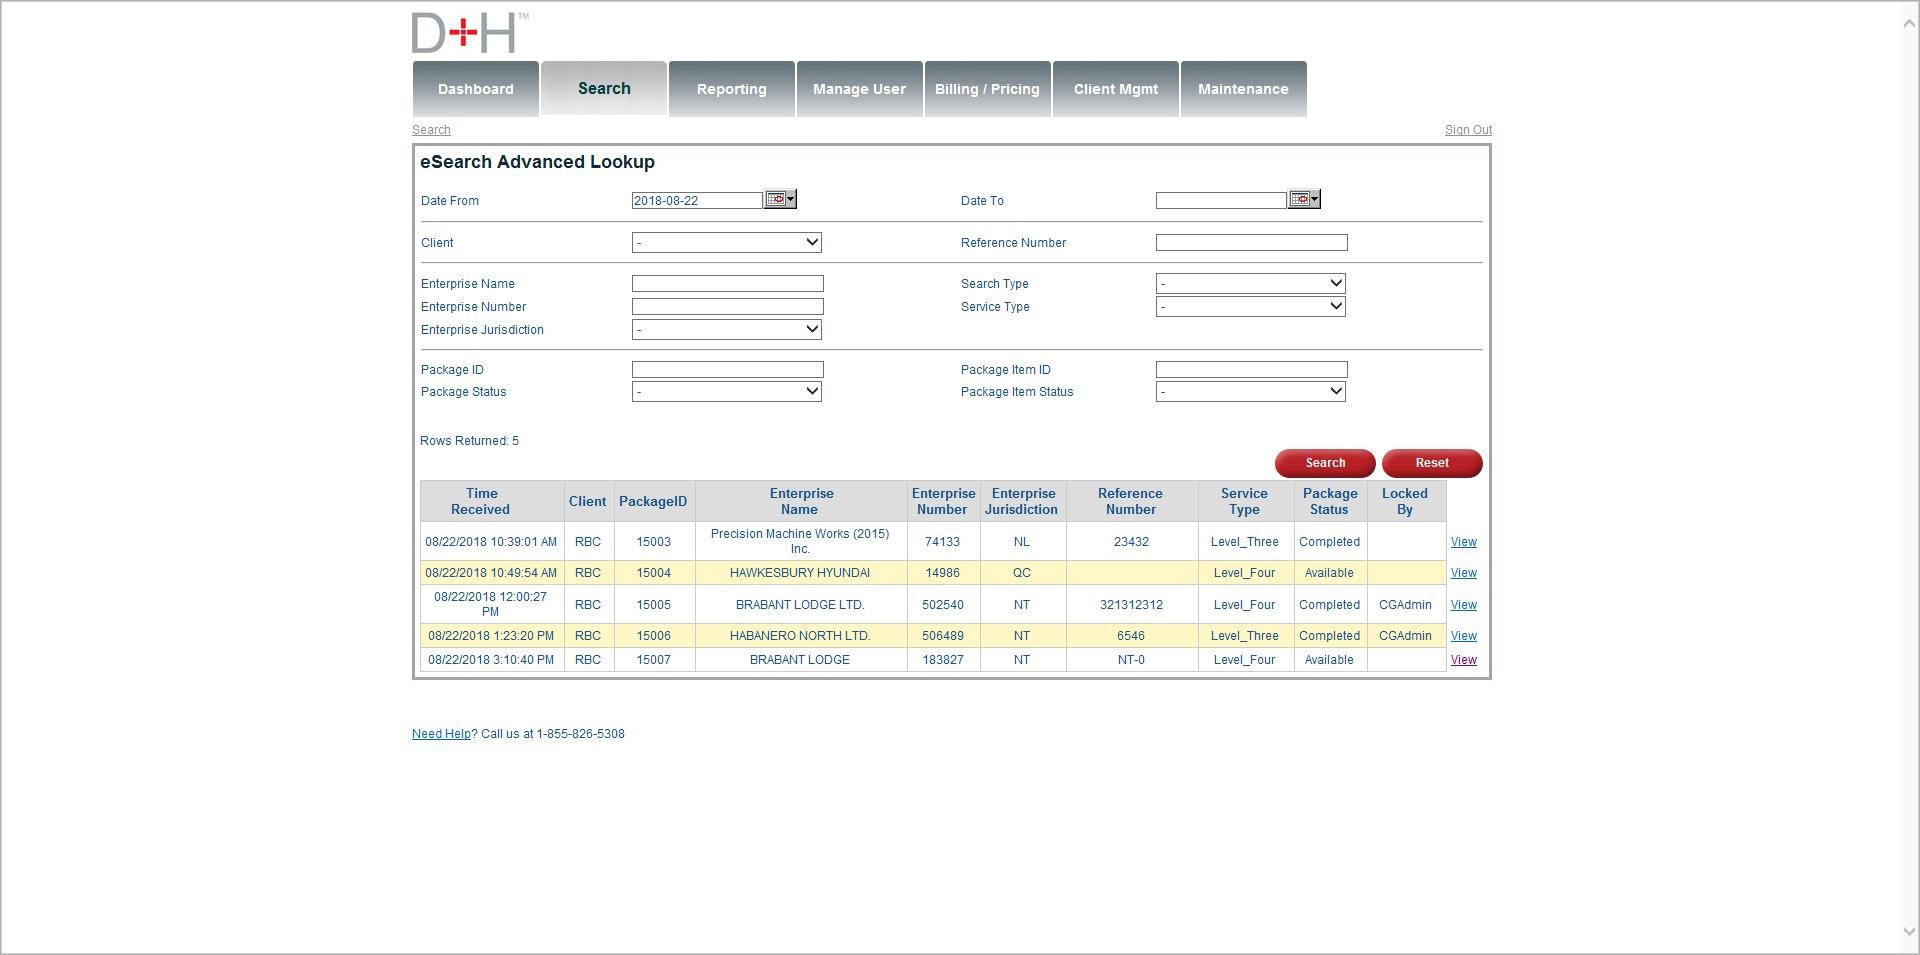 D+H™
Dashboard Search Reporting Manage User Billing / Pricing Client Mgmt Maintenance
Search Sign Out
eSearch Advanced Lookup
Date From 2018-08-22 Date To
Client - Reference Number
Enterprise Name Search Type -
Enterprise Number Service Type -
Enterprise Jurisdiction -
Package ID Package Item ID
Package Status - Package Item Status -
Rows Returned: 5
Search Reset
Time Received Client PackageID Enterprise Name Enterprise Number Enterprise Jurisdiction Reference Number Service Type Package Status Locked By
08/22/2018 10:39:01 AM RBC 15003 Precision Machine Works (2015) Inc. 74133 NL 23432 Level_Three Completed View
08/22/2018 10:49:54 AM RBC 15004 HAWKESBURY HYUNDAI 14986 QC Level_Four Available View
08/22/2018 12:00:27 PM RBC 15005 BRABANT LODGE LTD. 502540 NT 321312312 Level_Four Completed CGAdmin View
08/22/2018 1:23:20 PM RBC 15006 HABANERO NORTH LTD. 506489 NT 6546 Level_Three Completed CGAdmin View
08/22/2018 3:10:40 PM RBC 15007 BRABANT LODGE 183827 NT NT-0 Level_Four Available View
Need Help? Call us at 1-855-826-5308